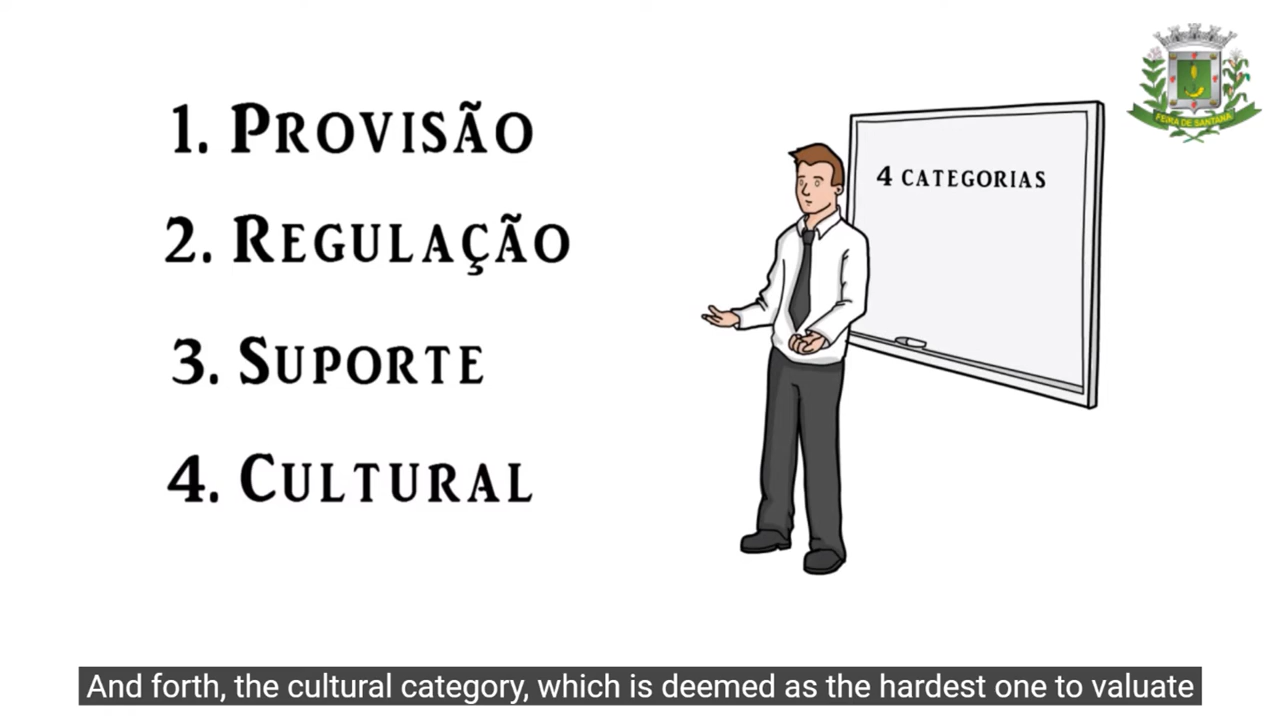 1. Provisão
2. Regulação
3. Suporte
4. Cultural
4 CATEGORIAS
FEIRA DE SANTANA
And forth, the cultural category, which is deemed as the hardest one to valuate